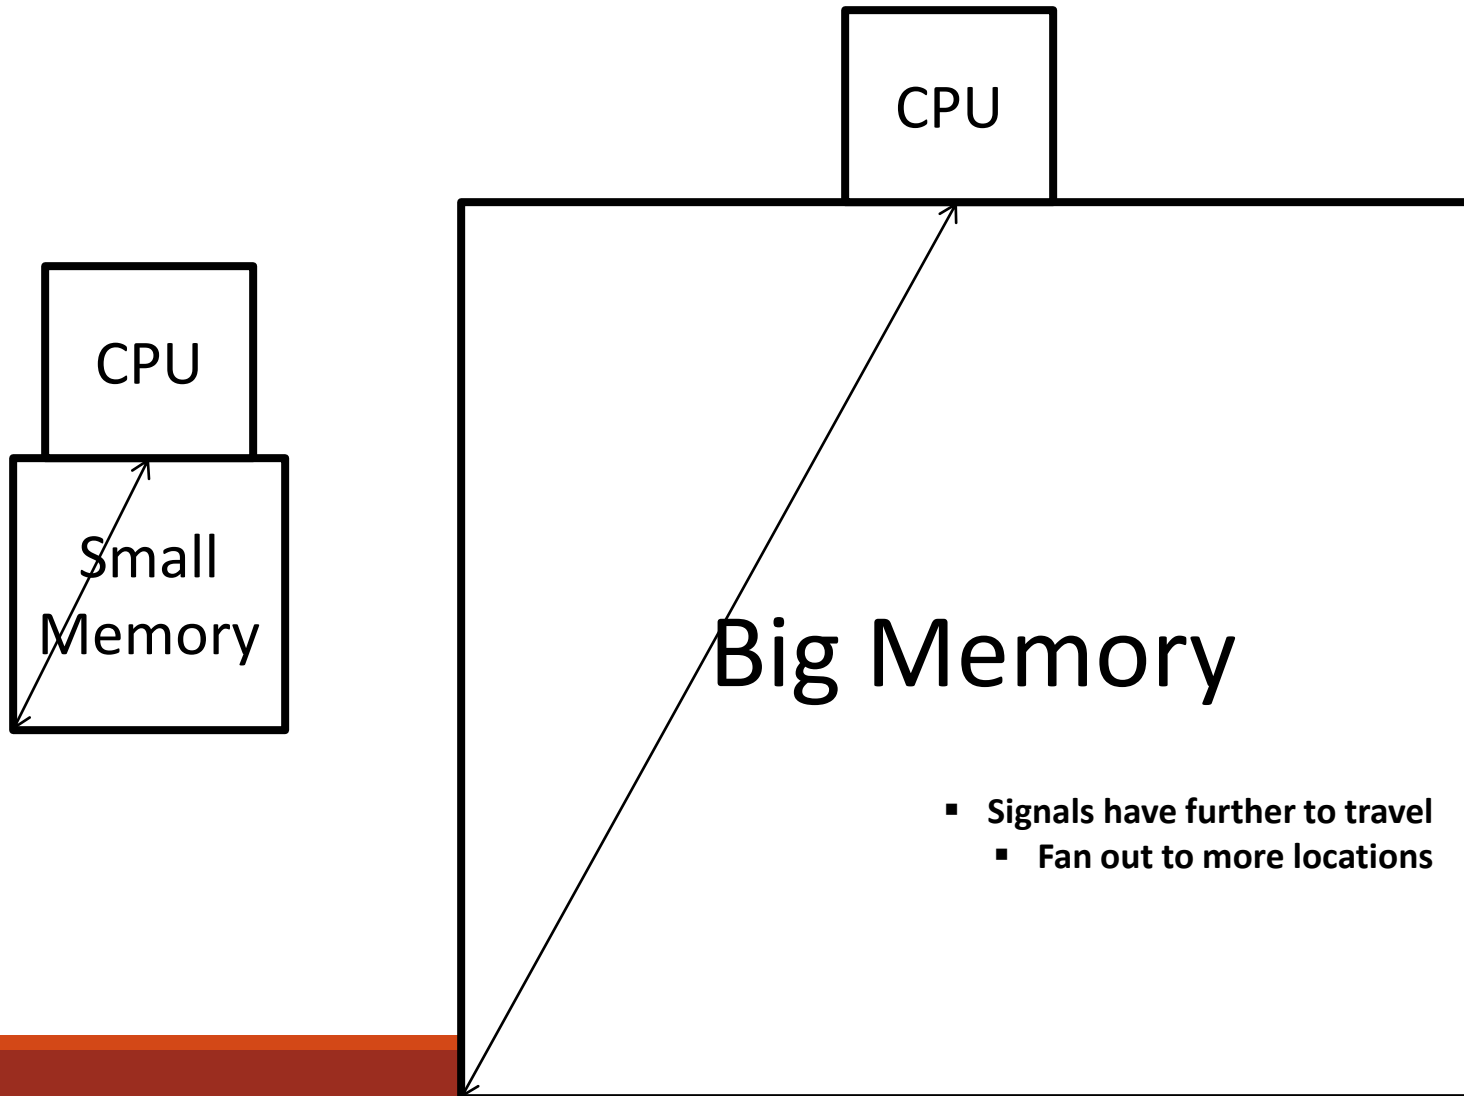 CPU
Small
Memory
CPU
Big Memory
▪ Signals have further to travel
▪ Fan out to more locations